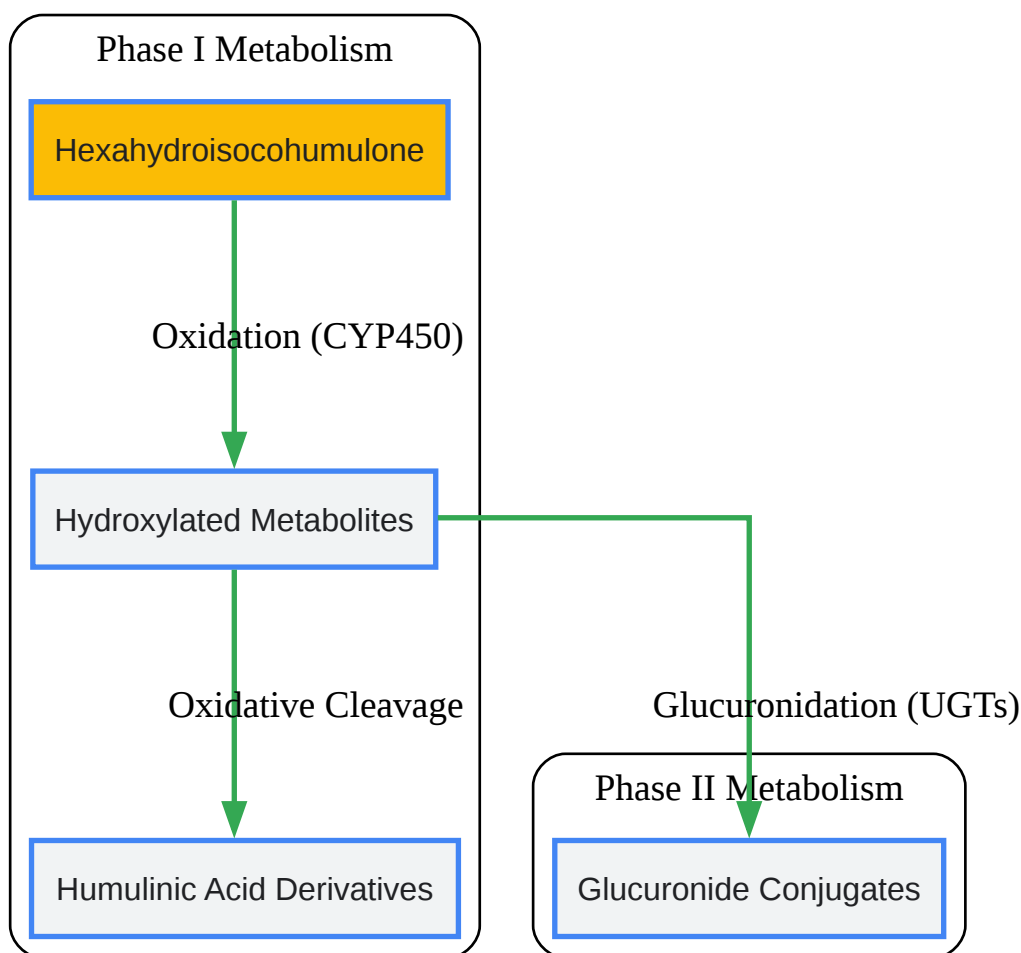 Phase I Metabolism
Hexahydroisocohumulone
Oxidation (CYP450)
Hydroxylated Metabolites
Oxidative Cleavage
Glucuronidation (UGTs)
Phase II Metabolism
Humulinic Acid Derivatives
Glucuronide Conjugates